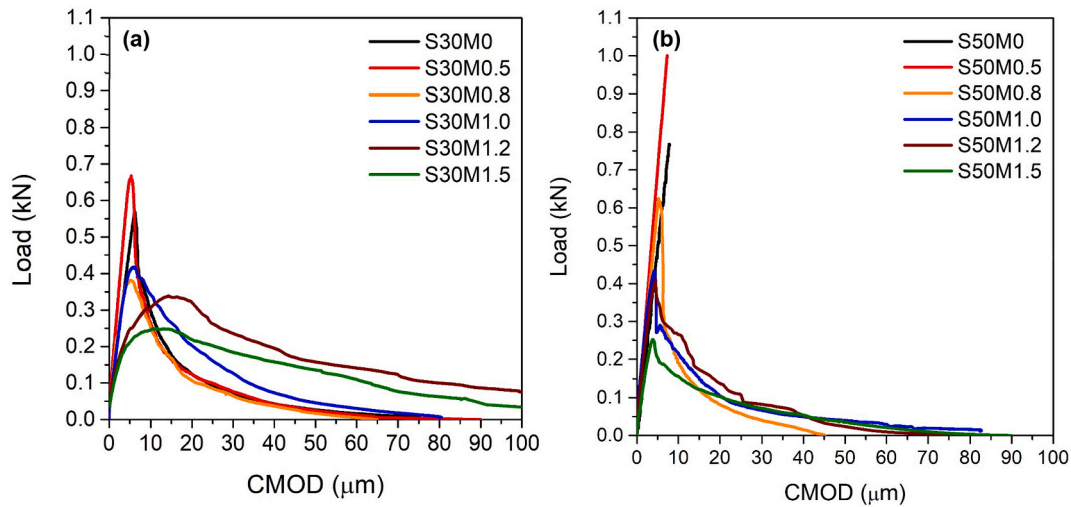 (a)
S30M0
S30M0.5
S30M0.8
S30M1.0
S30M1.2
S30M1.5
1.1
1.0
0.9
0.8
0.7
0.6
0.5
0.4
0.3
0.2
0.1
0.0
Load (kN)
0 10 20 30 40 50 60 70 80 90 100
CMOD (μm)
(b)
S50M0
S50M0.5
S50M0.8
S50M1.0
S50M1.2
S50M1.5
1.1
1.0
0.9
0.8
0.7
0.6
0.5
0.4
0.3
0.2
0.1
0.0
Load (kN)
0 10 20 30 40 50 60 70 80 90 100
CMOD (μm)